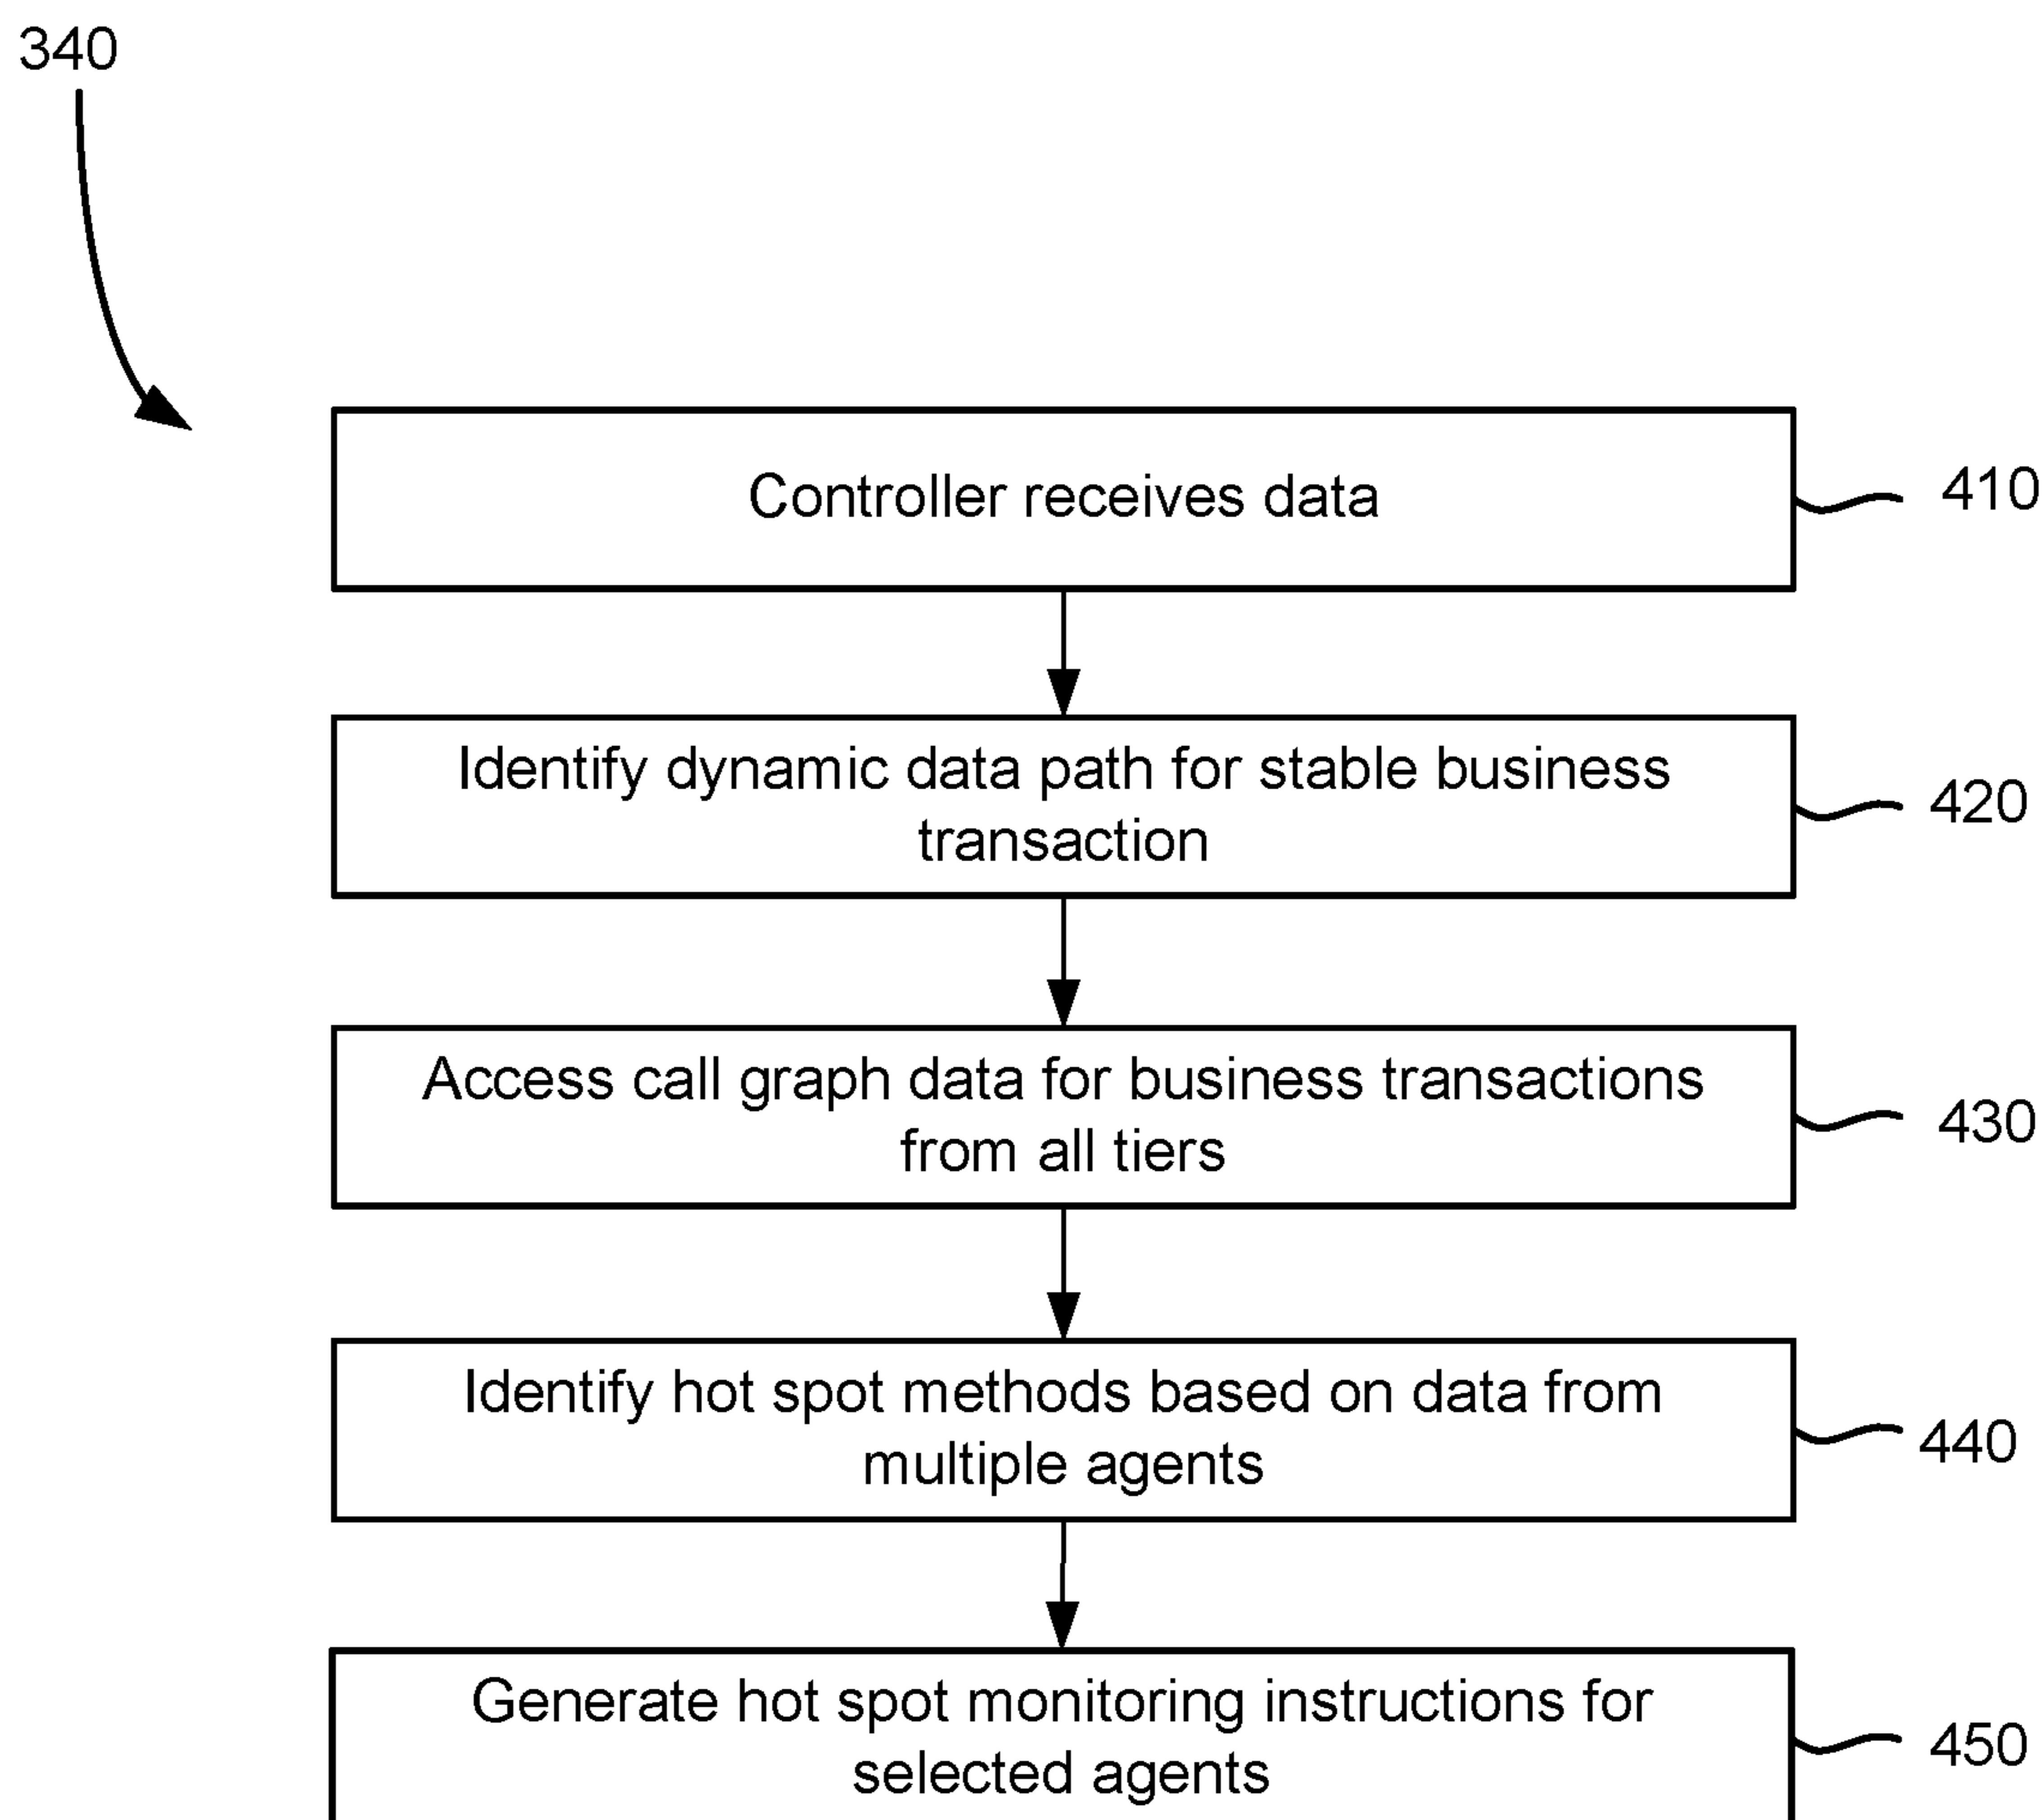 340
Controller receives data
410
Identify dynamic data path for stable business
transaction
420
Access call graph data for business transactions
from all tiers
430
Identify hot spot methods based on data from
multiple agents
440
Generate hot spot monitoring instructions for
selected agents
450